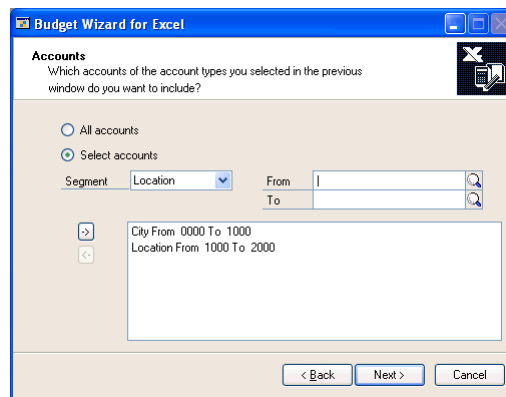 Budget Wizard for Excel
Accounts
Which accounts of the account types you selected in the previous
window do you want to include?
All accounts
Select accounts
Segment Location From
To
City From 0000 To 1000
Location From 1000 To 2000
< Back Next > Cancel